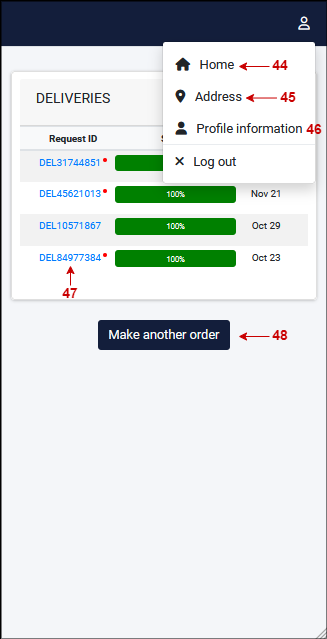 Home 44
Address 45
Profile information 46
Log out
DELIVERIES
Request ID S
DEL31744851
DEL45621013 100% Nov 21
DEL10571867 100% Oct 29
DEL84977384 100% Oct 23
47
Make another order 48